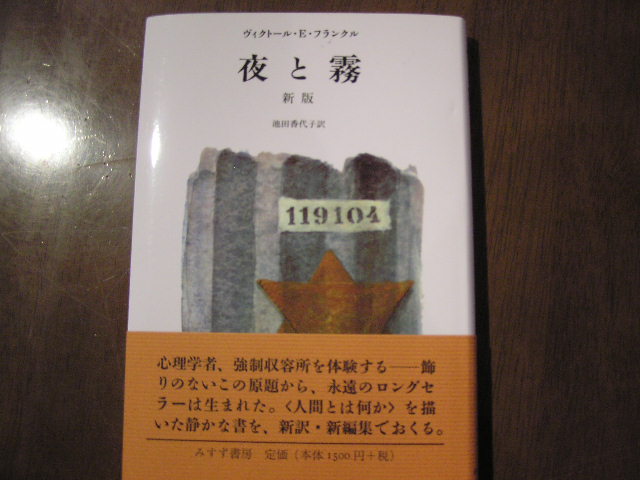 ヴィクトール・E・フランクル
夜と霧
新版
池田香代子訳
119104
心理学者、強制収容所を体験する——飾
りのないこの原題から、永遠のロングセ
ラーは生まれた。〈人間とは何か〉を描
いた静かな書を、新訳・新編集でおくる。
みすず書房 定価（本体1500円+税）